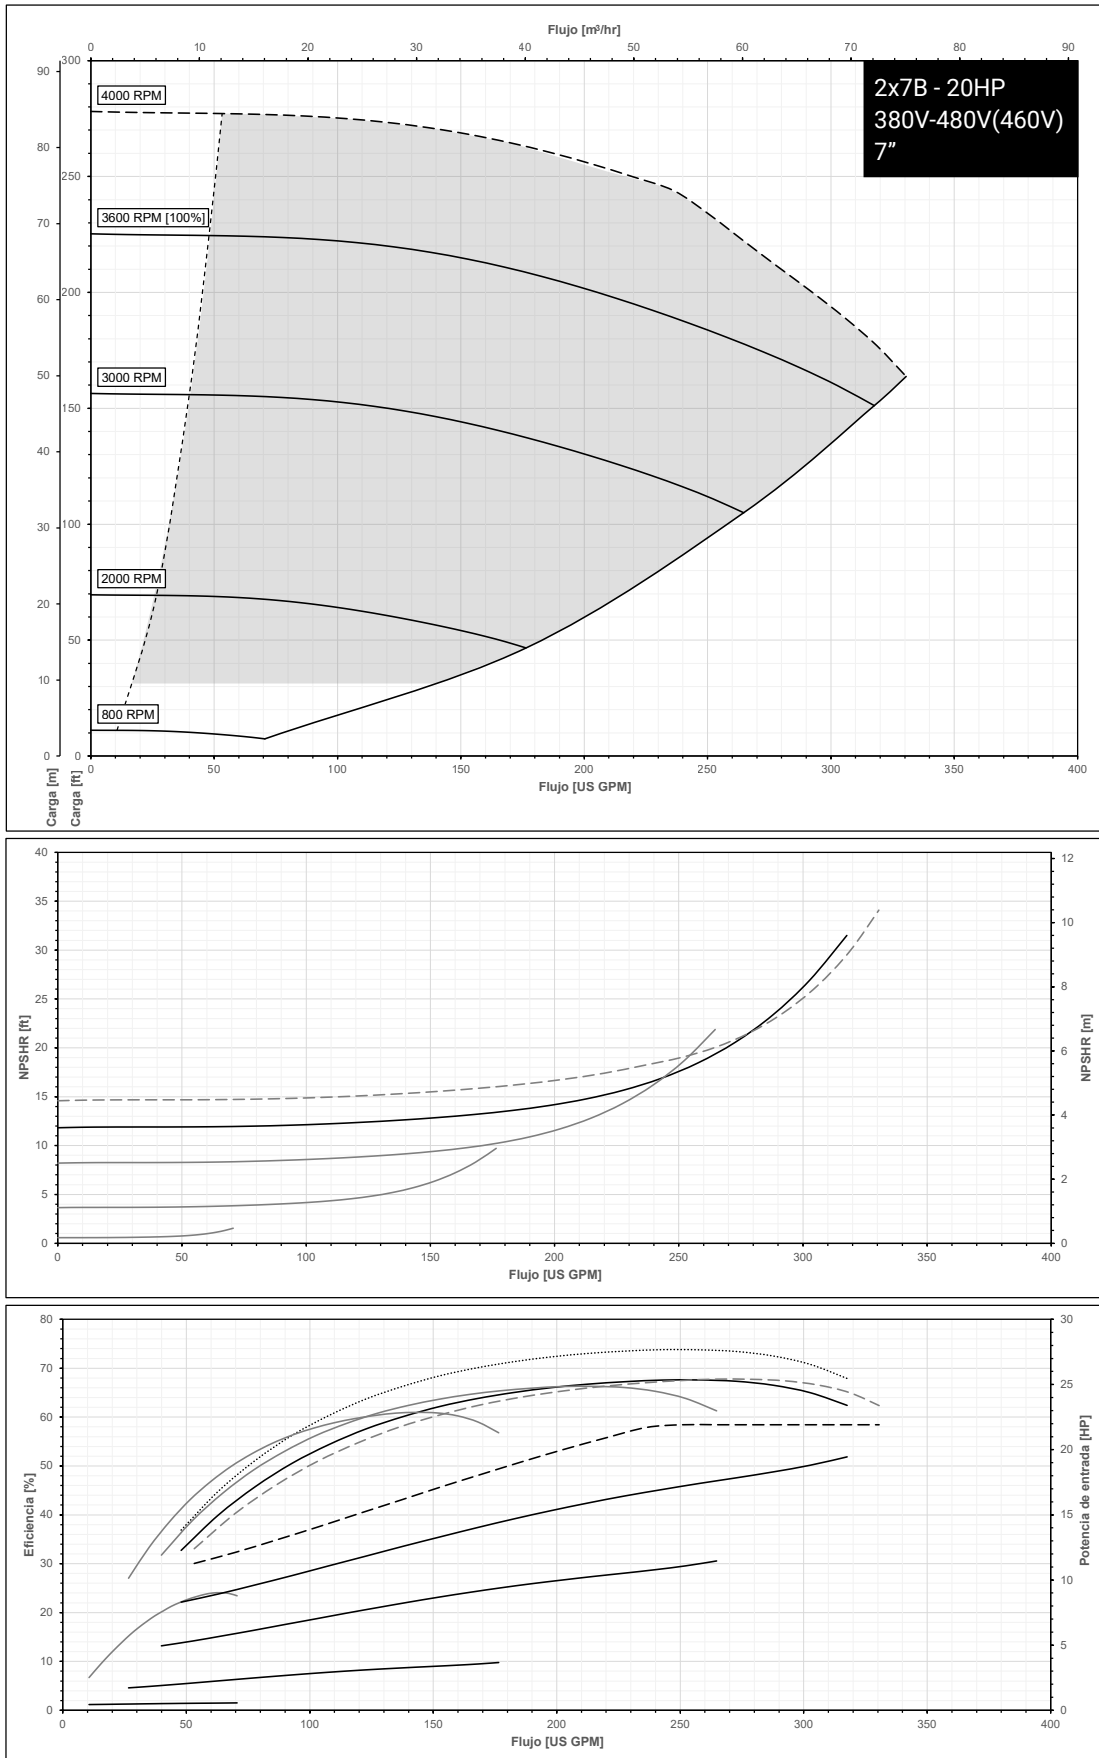 Flujo [m³/hr]
0 10 20 30 40 50 60 70 80 90
2x7B - 20HP
380V-480V(460V)
7”
4000 RPM
3600 RPM [100%]
3000 RPM
2000 RPM
800 RPM
90
80
70
60
50
40
30
20
10
0
300
250
200
150
100
50
0
0 50 100 150 200 250 300 350 400
Flujo [US GPM]
Carga [m]
Carga [ft]
40
35
30
25
20
15
10
5
0
NPSHR [ft]
12
10
8
6
4
2
0
NPSHR [m]
0 50 100 150 200 250 300 350 400
Flujo [US GPM]
80
70
60
50
40
30
20
10
0
Eficiencia [%]
30
25
20
15
10
5
0
Potencia de entrada [HP]
0 50 100 150 200 250 300 350 400
Flujo [US GPM]